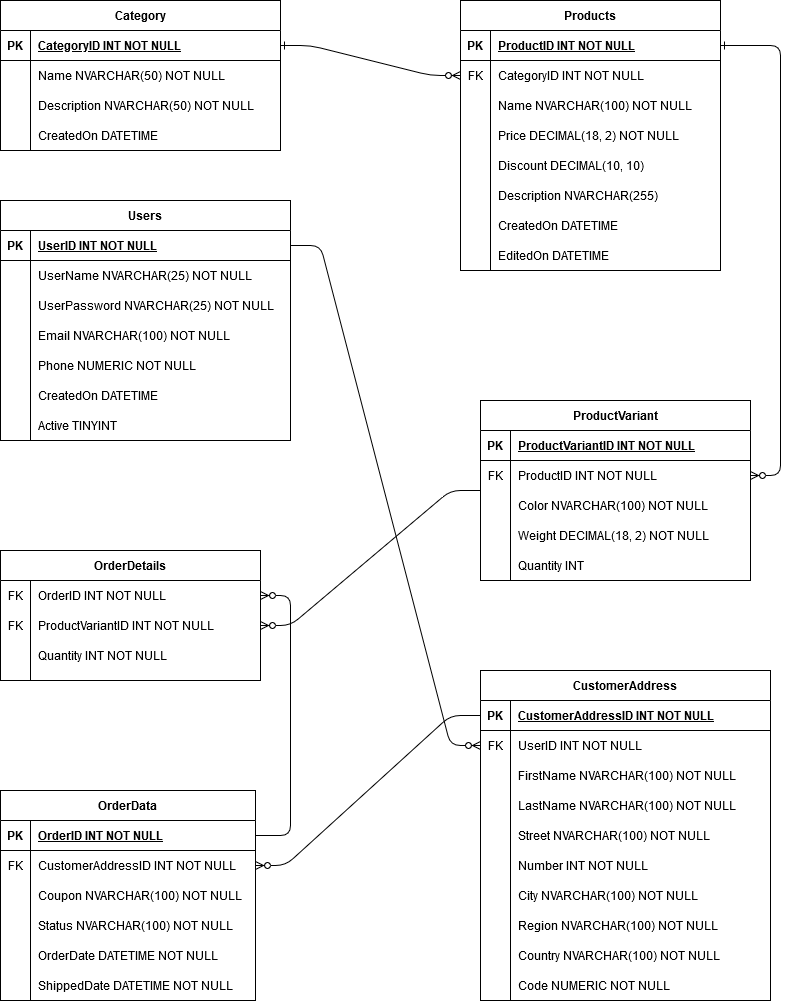 Category
PK CategoryID INT NOT NULL
Name NVARCHAR(50) NOT NULL
Description NVARCHAR(50) NOT NULL
CreatedOn DATETIME
Products
PK ProductID INT NOT NULL
FK CategoryID INT NOT NULL
Name NVARCHAR(100) NOT NULL
Price DECIMAL(18, 2) NOT NULL
Discount DECIMAL(10, 10)
Description NVARCHAR(255)
CreatedOn DATETIME
EditedOn DATETIME
Users
PK UserID INT NOT NULL
UserName NVARCHAR(25) NOT NULL
UserPassword NVARCHAR(25) NOT NULL
Email NVARCHAR(100) NOT NULL
Phone NUMERIC NOT NULL
CreatedOn DATETIME
Active TINYINT
ProductVariant
PK ProductVariantID INT NOT NULL
FK ProductID INT NOT NULL
Color NVARCHAR(100) NOT NULL
Weight DECIMAL(18, 2) NOT NULL
Quantity INT
OrderDetails
FK OrderID INT NOT NULL
FK ProductVariantID INT NOT NULL
Quantity INT NOT NULL
CustomerAddress
PK CustomerAddressID INT NOT NULL
FK UserID INT NOT NULL
FirstName NVARCHAR(100) NOT NULL
LastName NVARCHAR(100) NOT NULL
Street NVARCHAR(100) NOT NULL
Number INT NOT NULL
City NVARCHAR(100) NOT NULL
Region NVARCHAR(100) NOT NULL
Country NVARCHAR(100) NOT NULL
Code NUMERIC NOT NULL
OrderData
PK OrderID INT NOT NULL
FK CustomerAddressID INT NOT NULL
Coupon NVARCHAR(100) NOT NULL
Status NVARCHAR(100) NOT NULL
OrderDate DATETIME NOT NULL
ShippedDate DATETIME NOT NULL